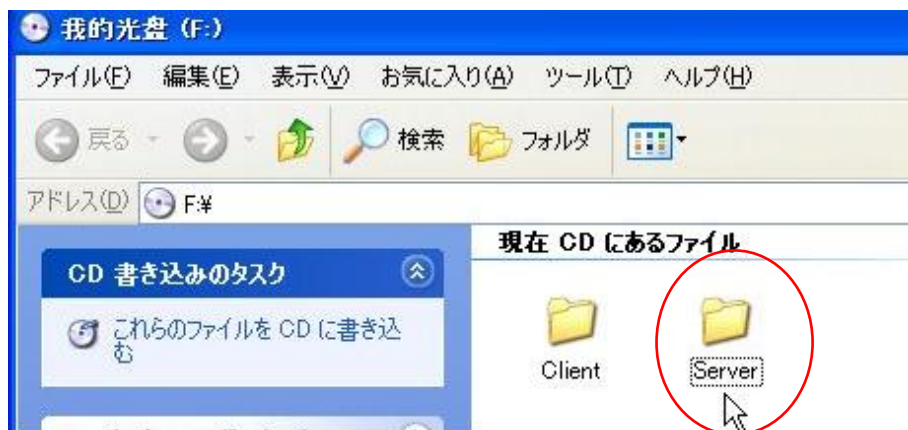 我的光盘 (F:)
ファイル(F) 編集(E) 表示(V) お気に入り(A) ツール(T) ヘルプ(H)
戻る 検索 フォルダ
アドレス(D) F:¥
現在 CD にあるファイル
CD 書き込みのタスク
これらのファイルを CD に書き込
む
Client Server